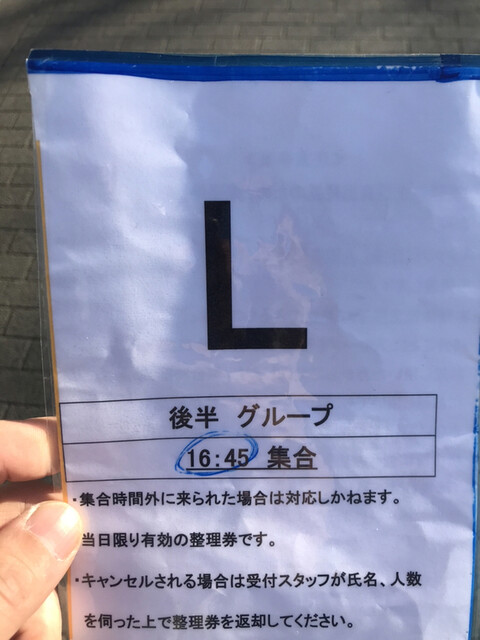 L
後半 グループ
16:45 集合
・集合時間外に来られた場合は対応しかねます。
当日限り有効の整理券です。
・キャンセルされる場合は受付スタッフが氏名、人数
を伺った上で整理券を返却してください。